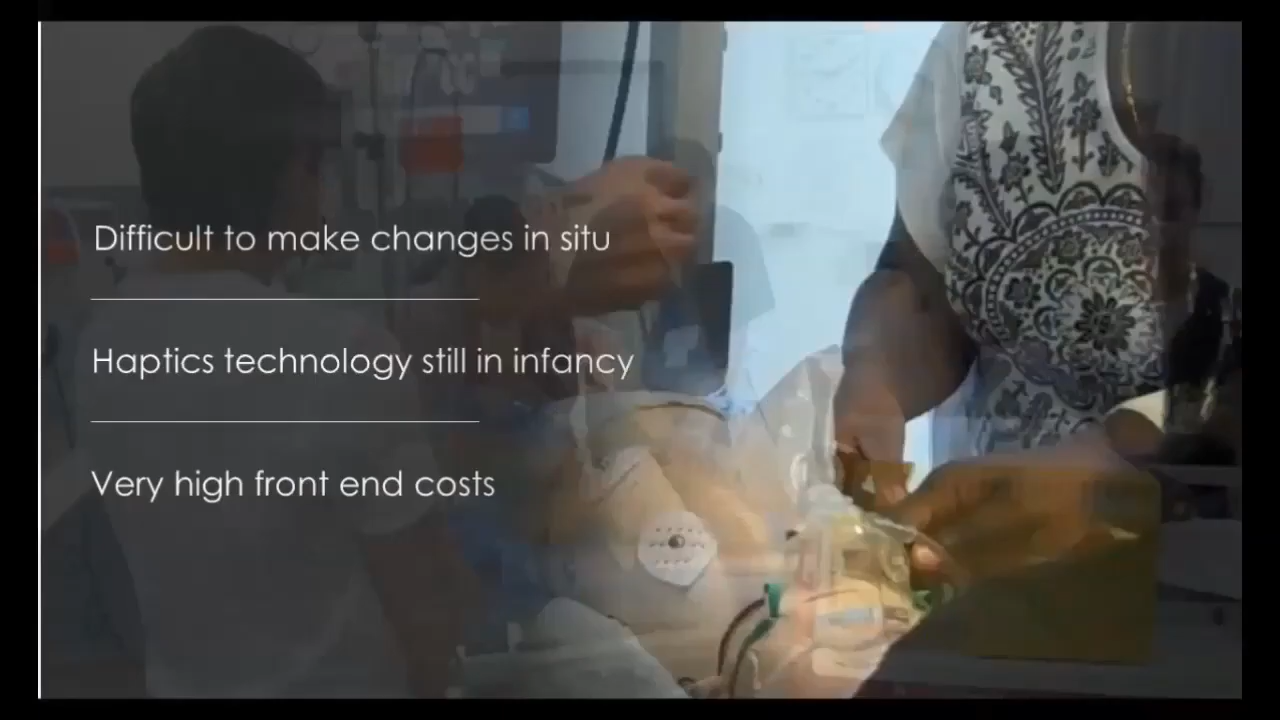 Difficult to make changes in situ
Haptics technology still in infancy
Very high front end costs